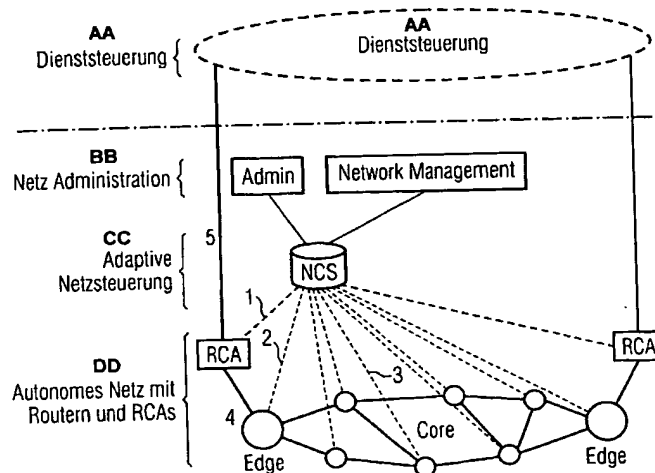 AA
Dienststeuerung
AA
Dienststeuerung
BB
Netz Administration
Admin
Network Management
CC
Adaptive
Netzsteuerung
5
NCS
1
2
3
RCA
RCA
DD
Autonomes Netz mit
Routern und RCAs
4
Core
Edge
Edge